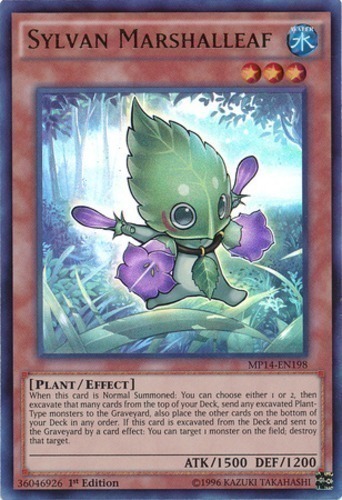 SYLVAN MARSHALLEAF
WATER
水
MP14-EN198
[PLANT/EFFECT]
When this card is Normal Summoned: You can choose either 1 or 2, then
excavate that many cards from the top of your Deck, send any excavated Plant-
Type monsters to the Graveyard, also place the other cards on the bottom of
your Deck in any order. If this card is excavated from the Deck and sent to
the Graveyard by a card effect: You can target 1 monster on the field; destroy
that target.
ATK/1500 DEF/1200
36046926 1st Edition ©1996 KAZUKI TAKAHASHI